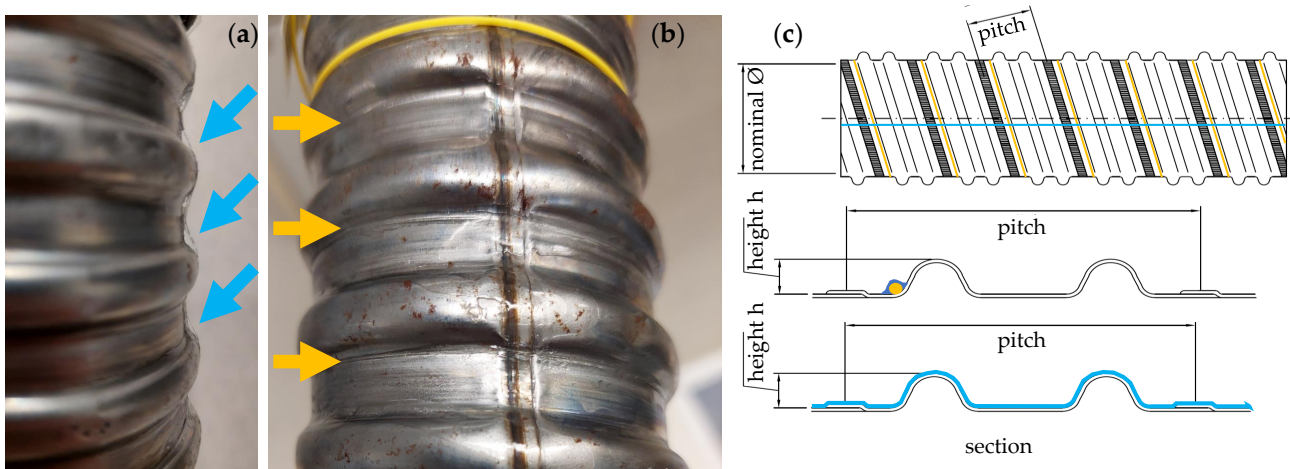 (a)
(b)
(c)
pitch
nominal Ø
pitch
height h
pitch
height h
section